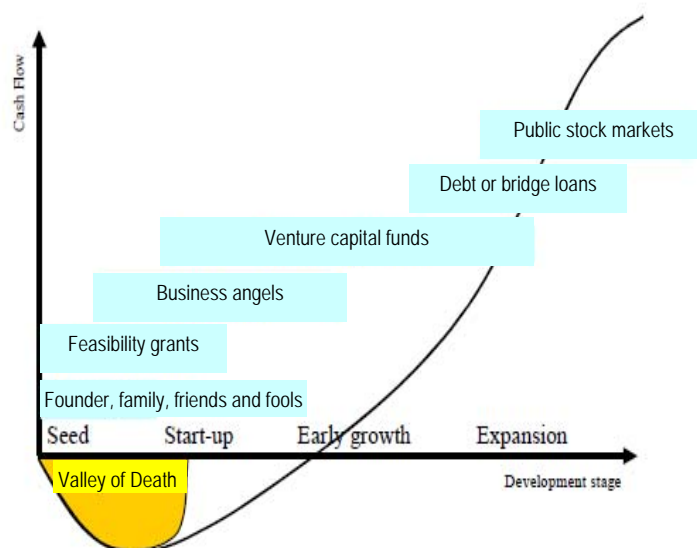 Cash Flow
Public stock markets
Debt or bridge loans
Venture capital funds
Business angels
Feasibility grants
Founder, family, friends and fools
Seed Start-up Early growth Expansion
Valley of Death
Development stage